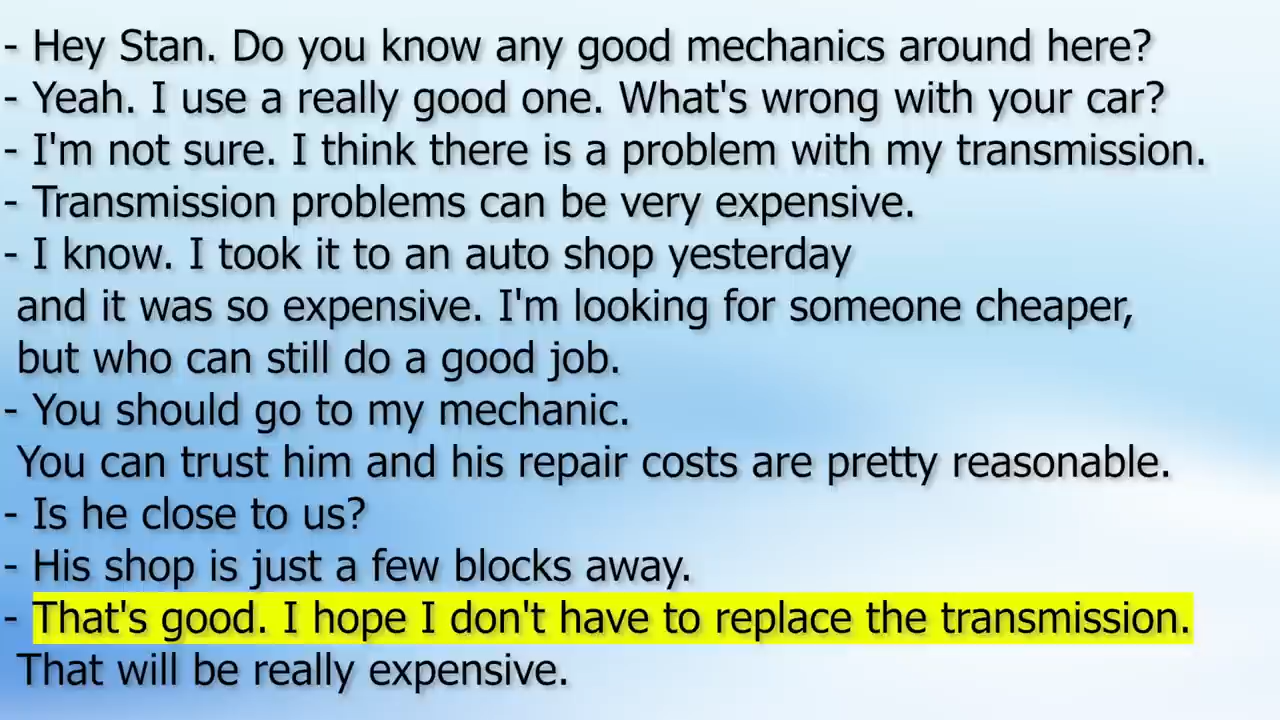 - Hey Stan. Do you know any good mechanics around here?
- Yeah. I use a really good one. What's wrong with your car?
- I'm not sure. I think there is a problem with my transmission.
- Transmission problems can be very expensive.
- I know. I took it to an auto shop yesterday
and it was so expensive. I'm looking for someone cheaper,
but who can still do a good job.
- You should go to my mechanic.
You can trust him and his repair costs are pretty reasonable.
- Is he close to us?
- His shop is just a few blocks away.
- That's good. I hope I don't have to replace the transmission.
That will be really expensive.